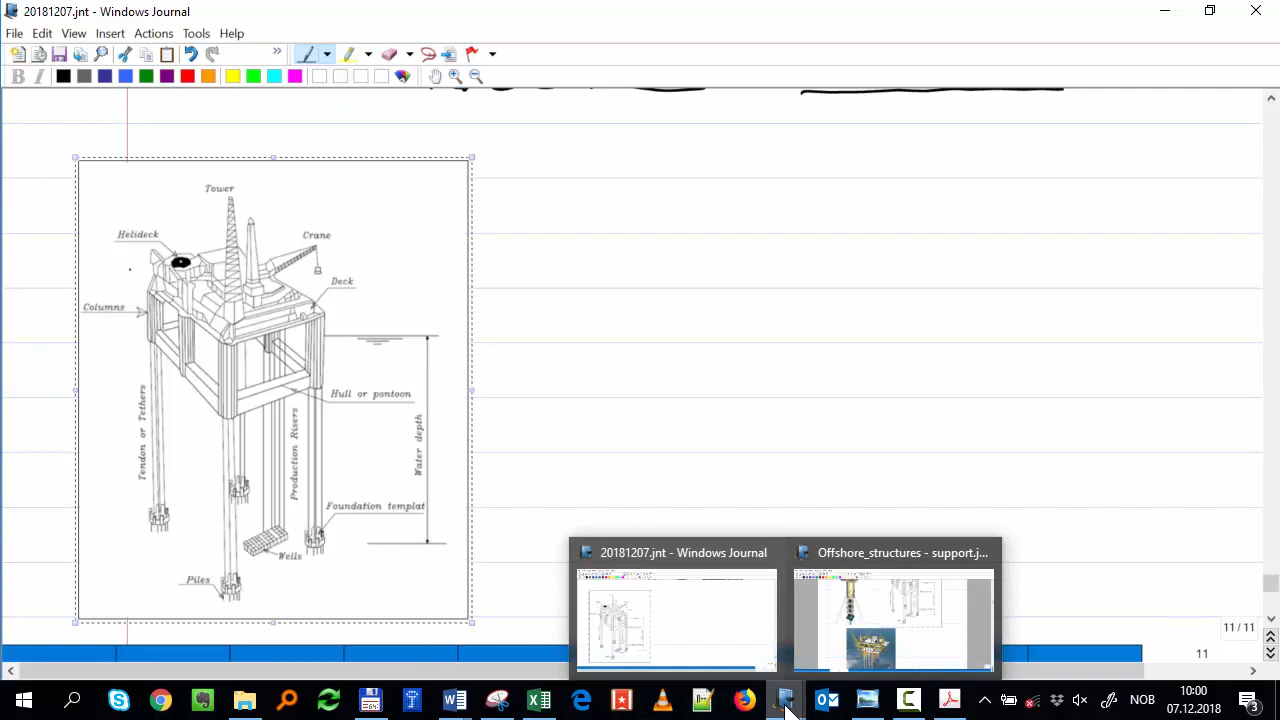 20181207.jnt - Windows Journal
File Edit View Insert Actions Tools Help
B I
Tower
Helideck
Crane
Deck
Columns
Hull or pontoon
Tendon or Tethers
Production Risers
Water depth
Foundation templat
Wells
Piles
20181207.jnt - Windows Journal
Offshore_structures - support.j...
11 / 11
11
NOB
10:00
07.12.2018
3